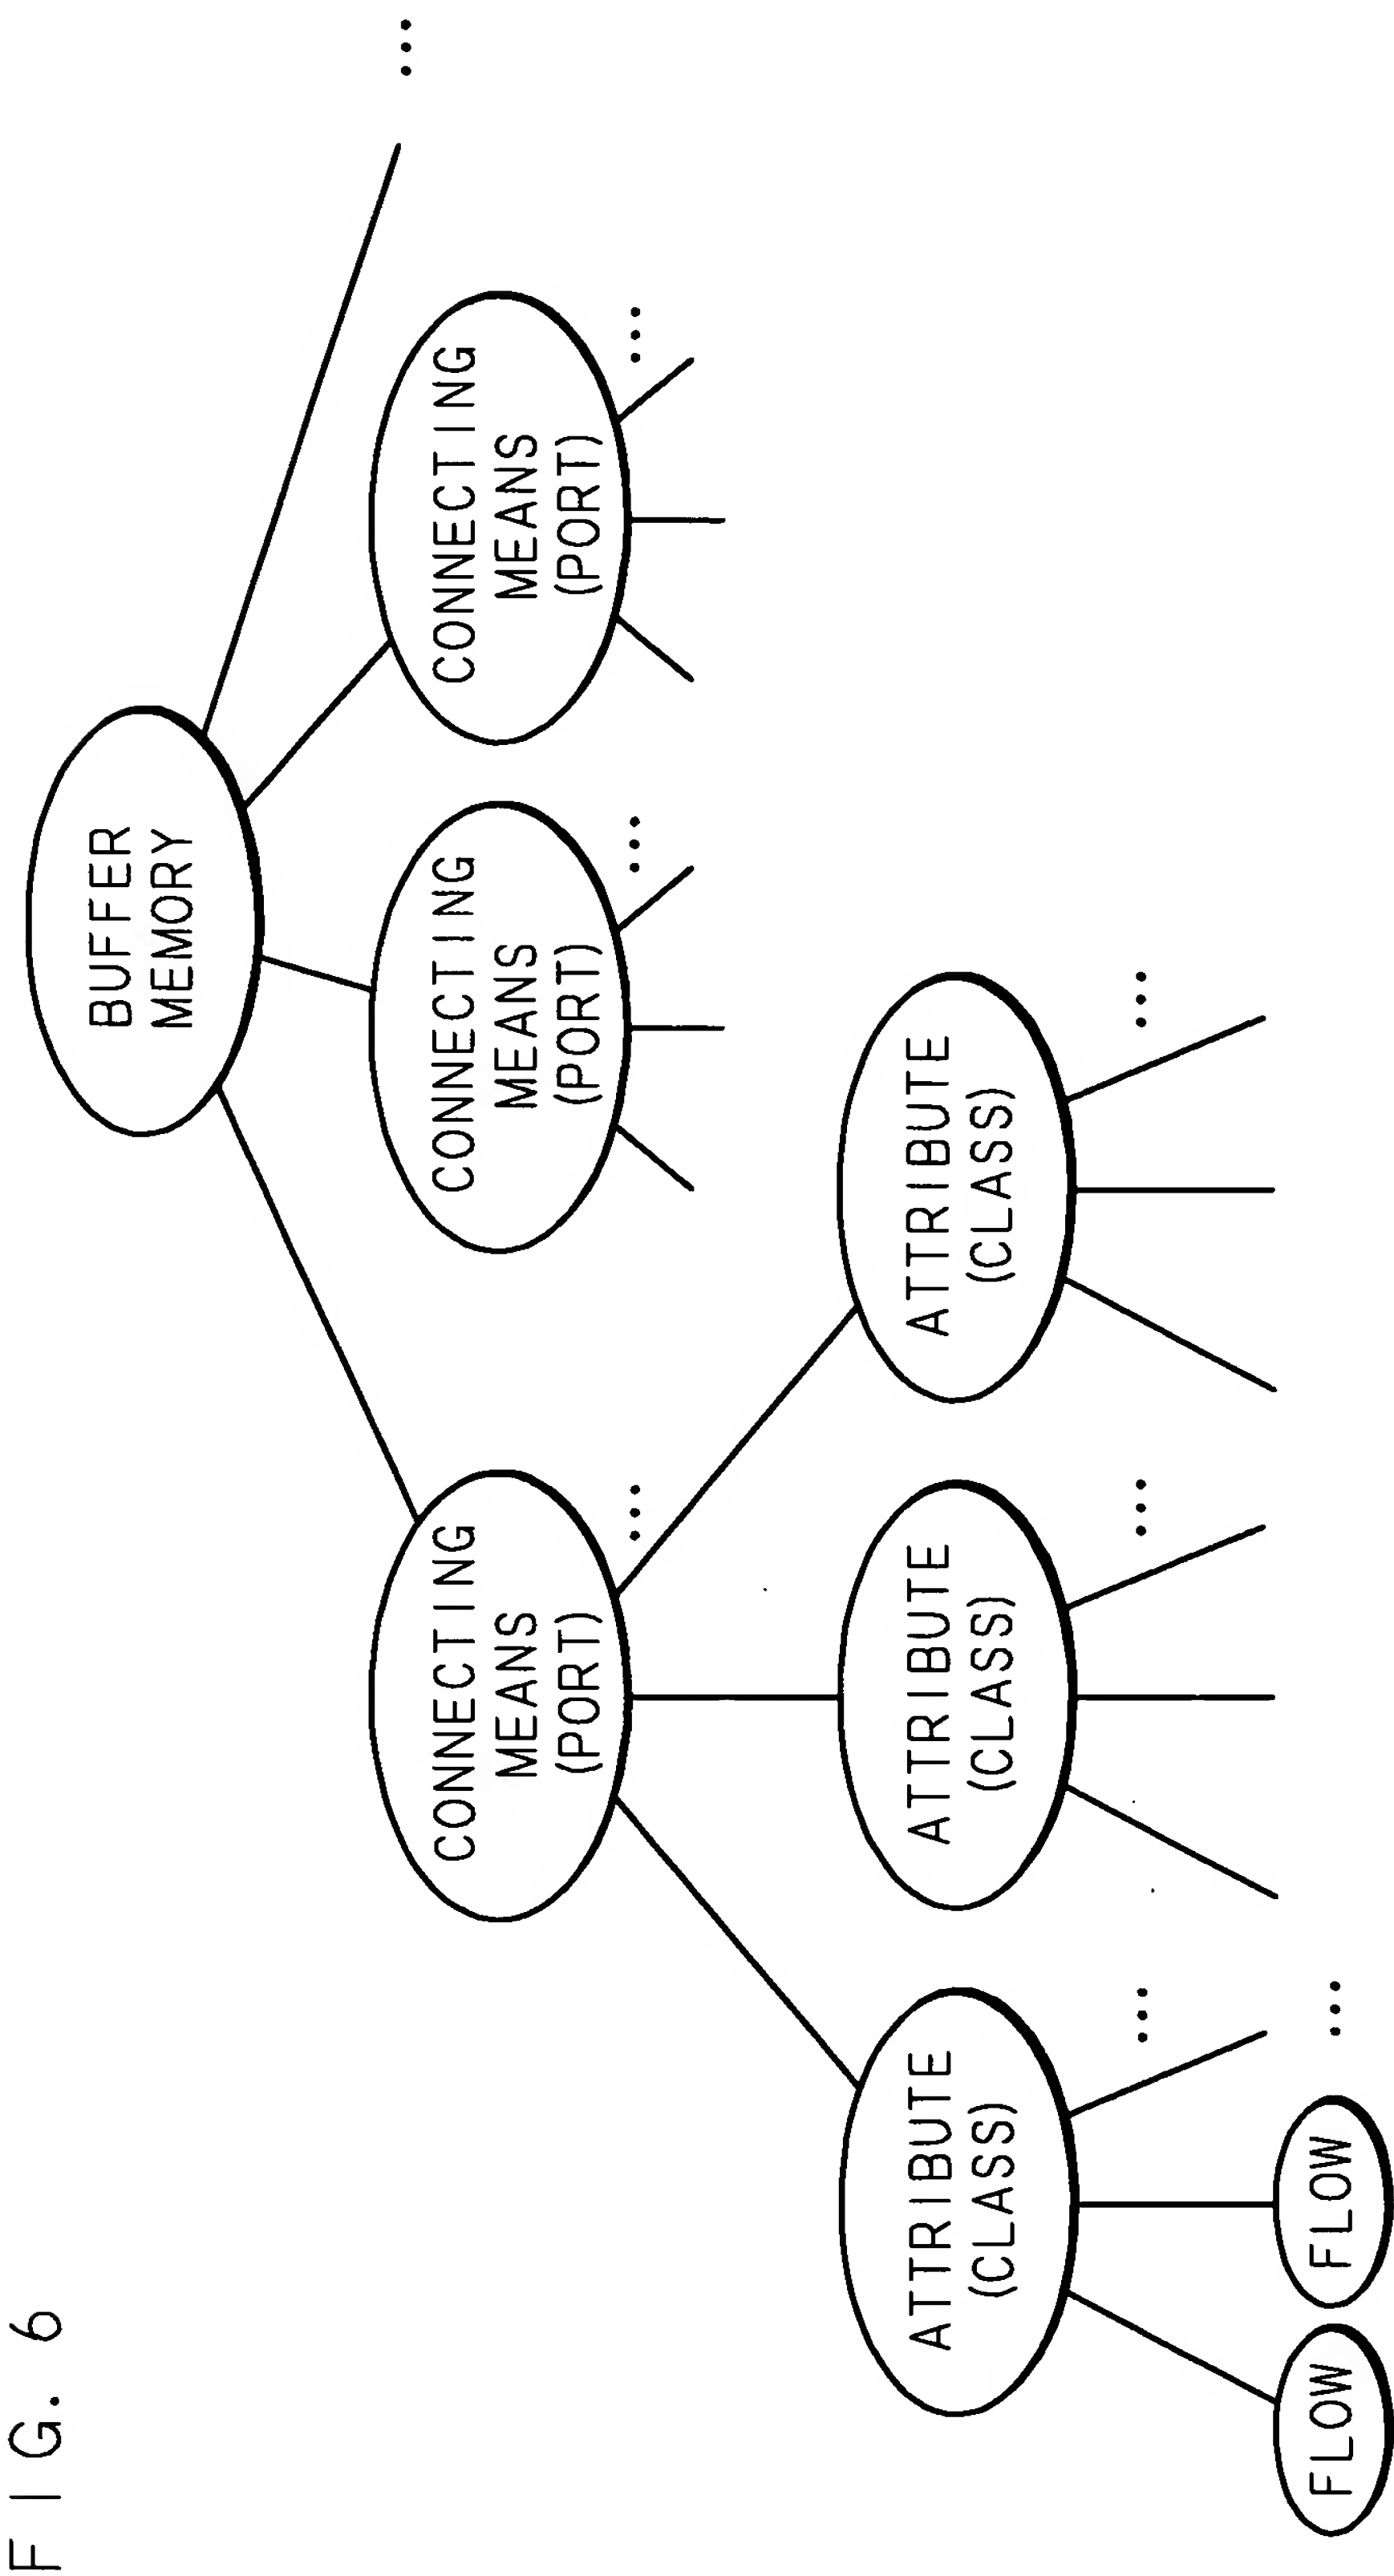 FIG. 6
BUFFER
MEMORY
...
CONNECTING
MEANS
(PORT)
...
CONNECTING
MEANS
(PORT)
...
CONNECTING
MEANS
(PORT)
...
ATTRIBUTE
(CLASS)
...
ATTRIBUTE
(CLASS)
...
ATTRIBUTE
(CLASS)
...
FLOW
FLOW
...